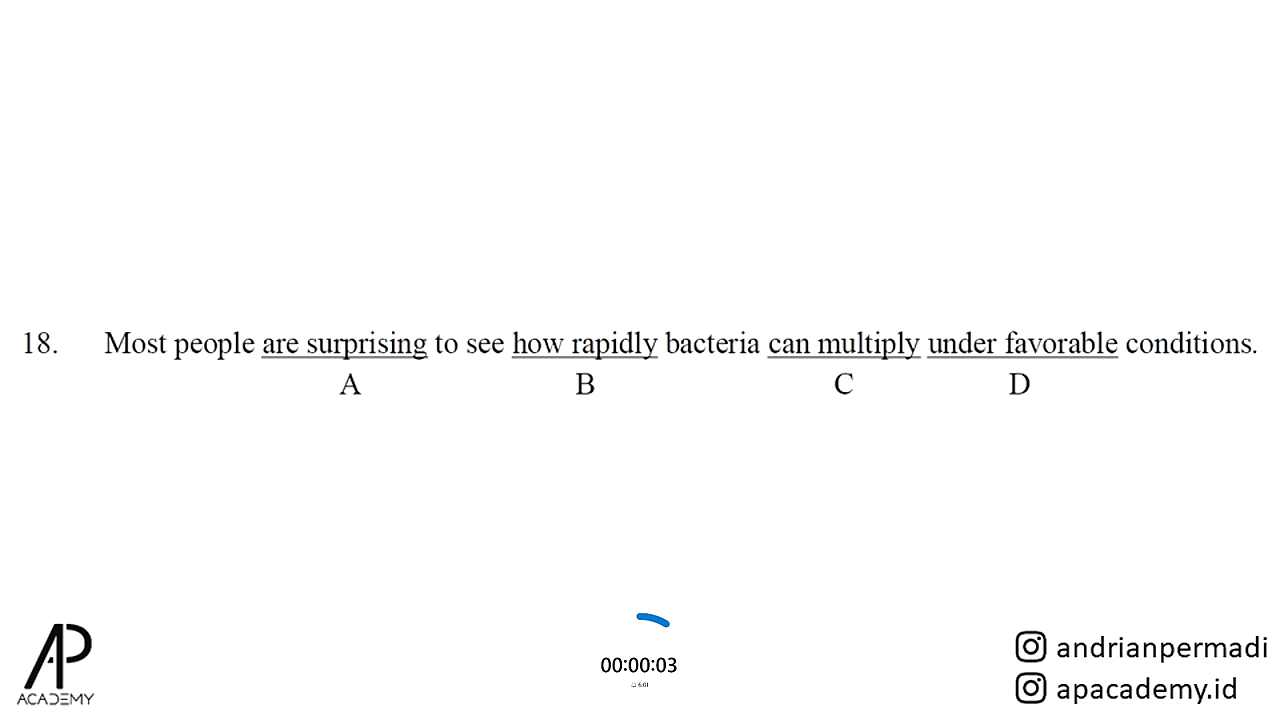 18. Most people are surprising to see how rapidly bacteria can multiply under favorable conditions.
A B C D
AP
ACADEMY
00:00:03
andrianpermadi
apacademy.id